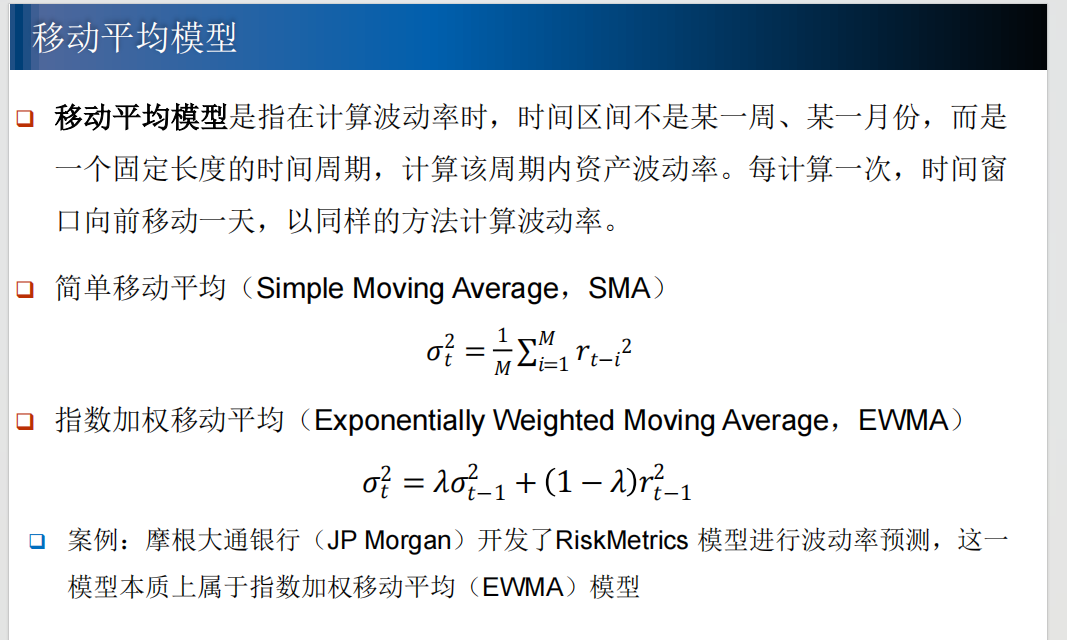 移动平均模型
移动平均模型是指在计算波动率时，时间区间不是某一周、某一月份，而是
一个固定长度的时间周期，计算该周期内资产波动率。每计算一次，时间窗
口向前移动一天，以同样的方法计算波动率。
简单移动平均（Simple Moving Average，SMA）
σ_t^2 = \frac{1}{M} ∑_{i=1}^{M} r_{t−i}^2
指数加权移动平均（Exponentially Weighted Moving Average，EWMA）
σ_t^2 = λσ_{t−1}^2 + (1 − λ)r_{t−1}^2
案例：摩根大通银行（JP Morgan）开发了RiskMetrics 模型进行波动率预测，这一
模型本质上属于指数加权移动平均（EWMA）模型